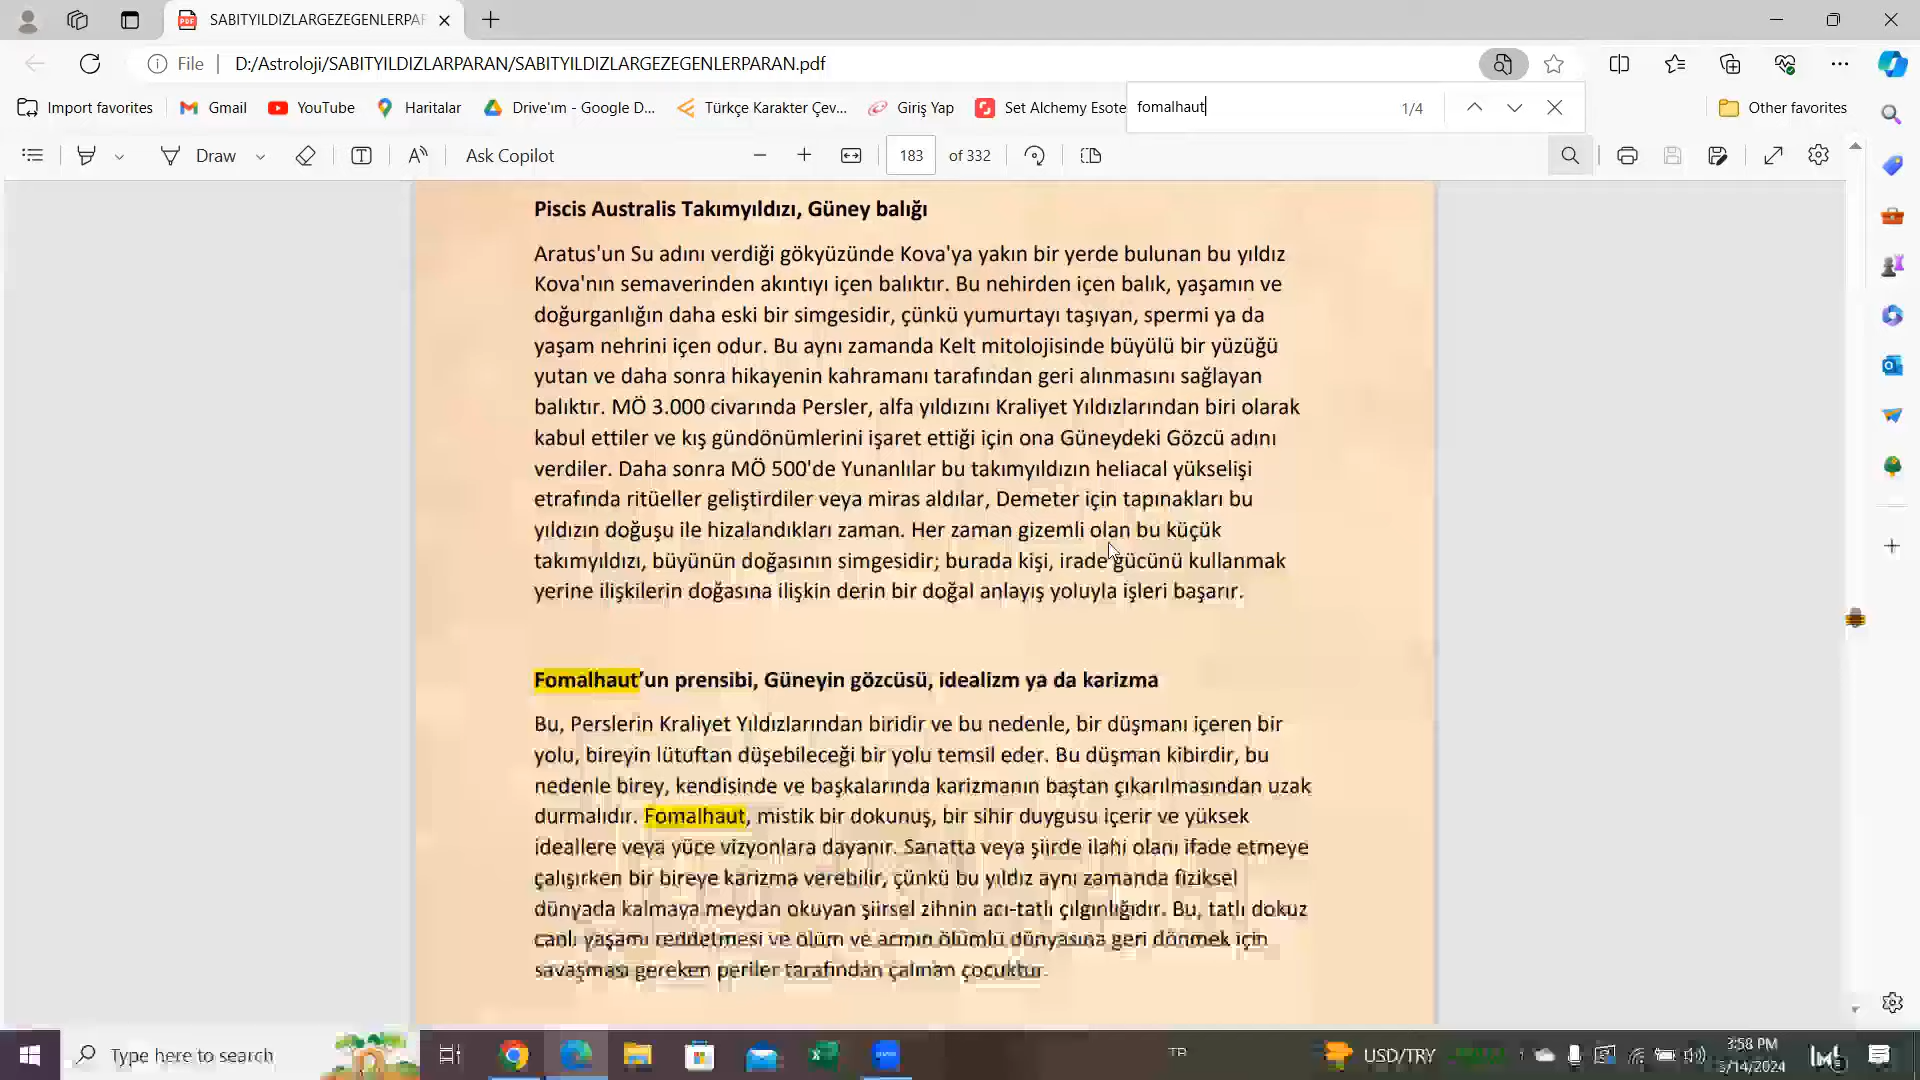 SABITYILDIZLARGEZEGENLERPAR
File
D:/Astroloji/SABITYILDIZLARPARAN/SABITYILDIZLARGEZEGENLERPARAN.pdf
Import favorites
Gmail
YouTube
Haritalar
Drive'ım - Google D...
Türkçe Karakter Çev...
Giriş Yap
Set Alchemy Esote
fomalhaut
1/4
Other favorites
Draw
Ask Copilot
183
of 332
Piscis Australis Takımyıldızı, Güney balığı
Aratus'un Su adını verdiği gökyüzünde Kova'ya yakın bir yerde bulunan bu yıldız
Kova'nın semaverinden akıntıyı içen balıktır. Bu nehirden içen balık, yaşamın ve
doğurganlığın daha eski bir simgesidir, çünkü yumurtayı taşıyan, spermi ya da
yaşam nehrini içen odur. Bu aynı zamanda Kelt mitolojisinde büyülü bir yüzüğü
yutan ve daha sonra hikayenin kahramanı tarafından geri alınmasını sağlayan
balıktır. MÖ 3.000 civarında Persler, alfa yıldızını Kraliyet Yıldızlarından biri olarak
kabul ettiler ve kış gündönümlerini işaret ettiği için ona Güneydeki Gözcü adını
verdiler. Daha sonra MÖ 500'de Yunanlılar bu takımyıldızın heliacal yükselişi
etrafında ritüeller geliştirdiler veya miras aldılar, Demeter için tapınakları bu
yıldızın doğuşu ile hizalandıkları zaman. Her zaman gizemli olan bu küçük
takımyıldızı, büyünün doğasının simgesidir; burada kişi, irade gücünü kullanmak
yerine ilişkilerin doğasına ilişkin derin bir doğal anlayış yoluyla işleri başarır.
Fomalhaut'un prensibi, Güneyin gözcüsü, idealizm ya da karizma
Bu, Perslerin Kraliyet Yıldızlarından biridir ve bu nedenle, bir düşmanı içeren bir
yolu, bireyin lütuftan düşebileceği bir yolu temsil eder. Bu düşman kibirdir, bu
nedenle birey, kendisinde ve başkalarında karizmanın baştan çıkarılmasından uzak
durmalıdır. Fomalhaut, mistik bir dokunuş, bir sihir duygusu içerir ve yüksek
ideallere veya yüce vizyonlara dayanır. Sanatta veya şiirde ilahi olanı ifade etmeye
çalışırken bir bireye karizma verebilir, çünkü bu yıldız aynı zamanda fiziksel
dünyada kalmaya meydan okuyan şiirsel zihnin acı-tatlı çılgınlığıdır. Bu, tatlı dokuz
canlı yaşamı reddetmesi ve ölüm ve acının ölümlü dünyasına geri dönmek için
savaşması gereken periler tarafından çalınan çocuktur.
Type here to search
USD/TRY
3:58 PM